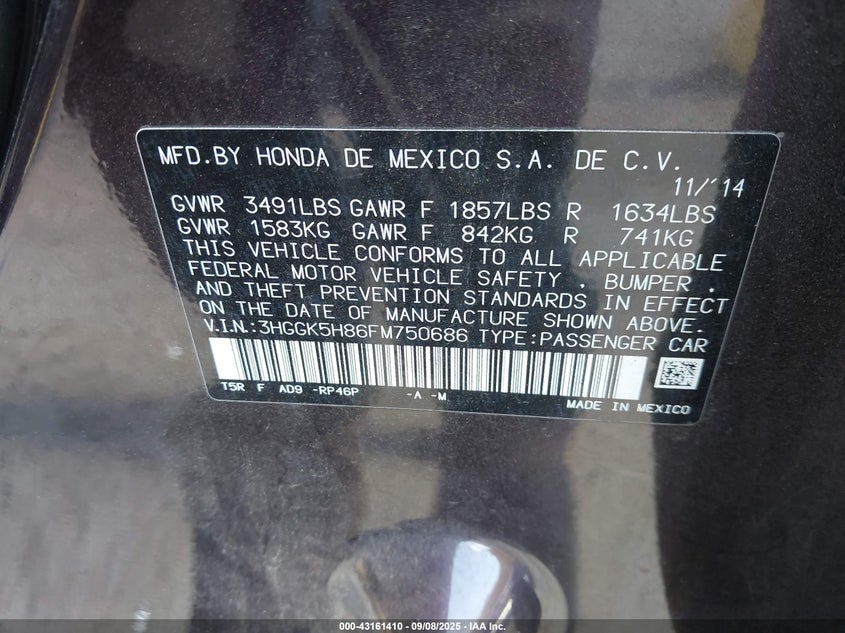 MFD.BY HONDA DE MEXICO S.A. DE C.V.
11/'14
GVWR 3491LBS GAWR F 1857LBS R 1634LBS
GVWR 1583KG GAWR F 842KG R 741KG
THIS VEHICLE CONFORMS TO ALL APPLICABLE
FEDERAL MOTOR VEHICLE SAFETY , BUMPER ,
AND THEFT PREVENTION STANDARDS IN EFFECT
ON THE DATE OF MANUFACTURE SHOWN ABOVE.
V.I.N.:3HGGK5H86FM750686 TYPE:PASSENGER CAR
T5R F AD9 -RP46P -A -M
MADE IN MEXICO
000-43161410 - 09/08/2025 - IAA Inc.